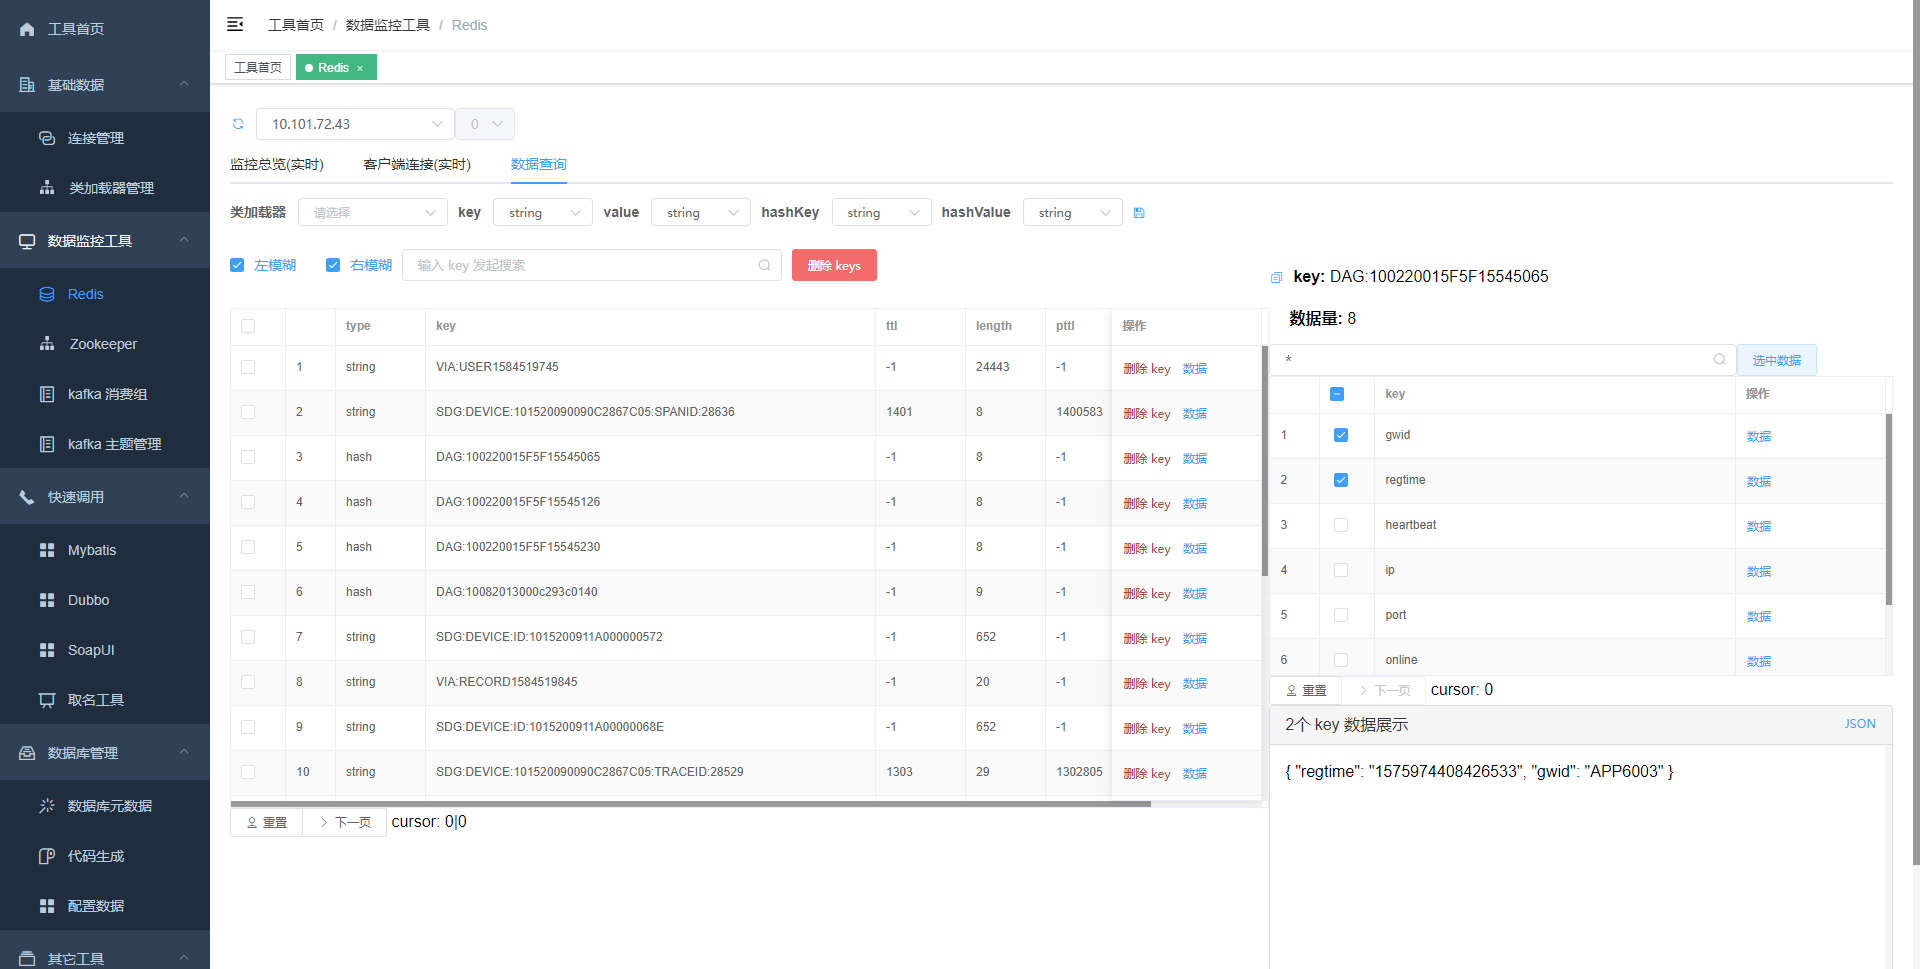 工具首页
基础数据
连接管理
类加载器管理
数据监控工具
Redis
Zookeeper
kafka 消费组
kafka 主题管理
快速调用
Mybatis
Dubbo
SoapUI
取名工具
数据库管理
数据库元数据
代码生成
配置数据
其它工具
工具首页 / 数据监控工具 / Redis
工具首页 Redis ×
10.101.72.43 0
监控总览(实时) 客户端连接(实时) 数据查询
类加载器 请选择 key string value string hashKey string hashValue string
左模糊 右模糊 输入 key 发起搜索 删除 keys
type key ttl length pttl 操作
1 string VIA:USER1584519745 -1 24443 -1 删除 key 数据
2 string SDG:DEVICE:101520090090C2867C05:SPANID:28636 1401 8 1400583 删除 key 数据
3 hash DAG:100220015F5F15545065 -1 8 -1 删除 key 数据
4 hash DAG:100220015F5F15545126 -1 8 -1 删除 key 数据
5 hash DAG:100220015F5F15545230 -1 8 -1 删除 key 数据
6 hash DAG:10082013000c293c0140 -1 9 -1 删除 key 数据
7 string SDG:DEVICE:ID:1015200911A000000572 -1 652 -1 删除 key 数据
8 string VIA:RECORD1584519845 -1 20 -1 删除 key 数据
9 string SDG:DEVICE:ID:1015200911A00000068E -1 652 -1 删除 key 数据
10 string SDG:DEVICE:101520090090C2867C05:TRACEID:28529 1303 29 1302805 删除 key 数据
重置 下一页 cursor: 0|0
key: DAG:100220015F5F15545065
数据量: 8
* 选中数据
key 操作
1 gwid 数据
2 regtime 数据
3 heartbeat 数据
4 ip 数据
5 port 数据
6 online 数据
重置 下一页 cursor: 0
2个 key 数据展示 JSON
{ "regtime": "1575974408426533", "gwid": "APP6003" }